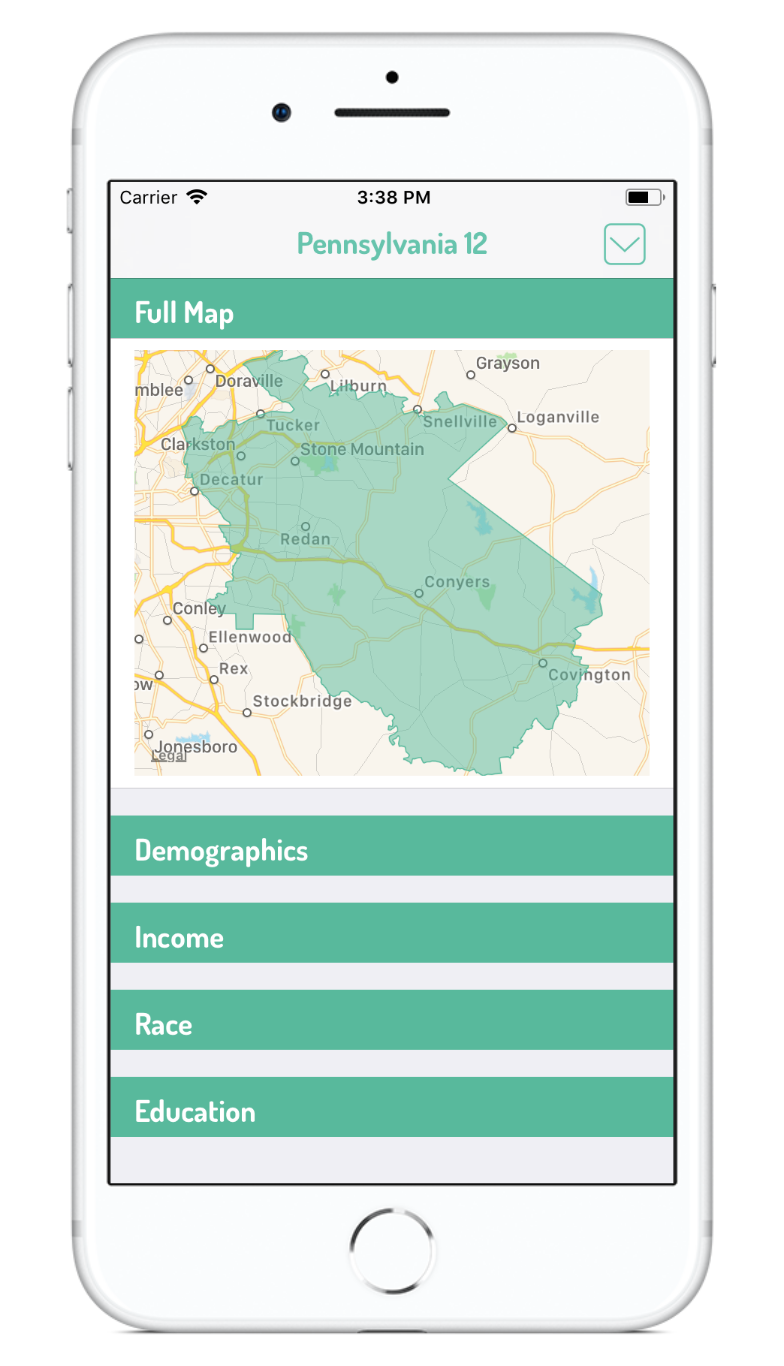 Carrier 3:38 PM
Pennsylvania 12
Full Map
Grayson
Doraville
Lilburn
mblee
Loganville
Snellville
Tucker
Clarkston
Stone Mountain
Decatur
Redan
Conyers
Conley
Ellenwood
Rex
Covington
ow
Stockbridge
Jonesboro
Legal
Demographics
Income
Race
Education